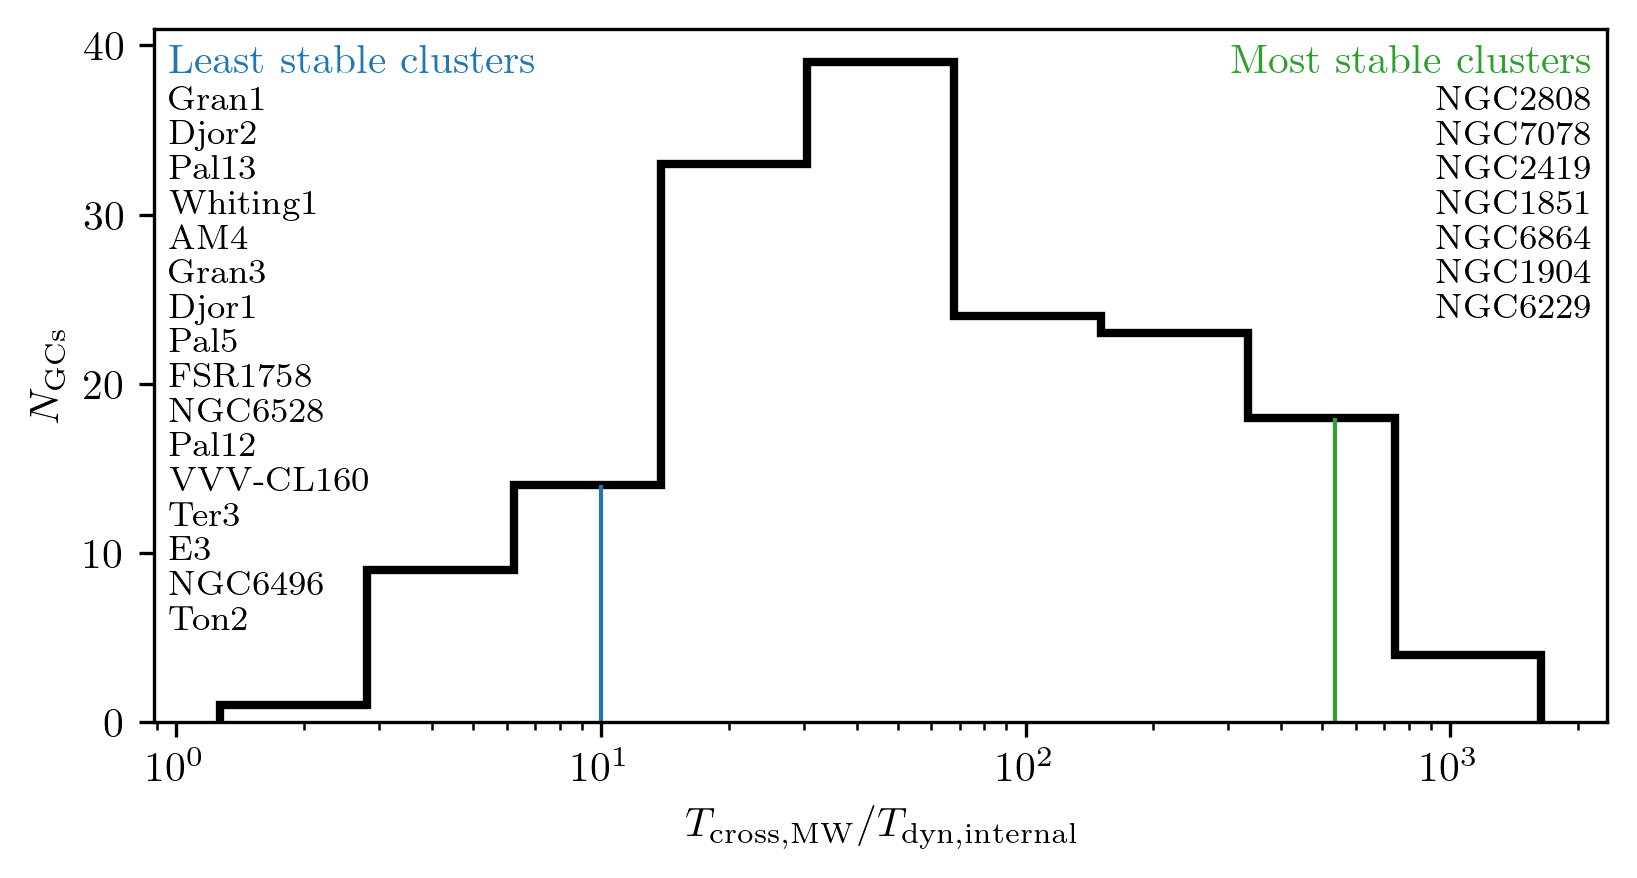 Least stable clusters
Gran1
Djor2
Pal13
Whiting1
AM4
Gran3
Djor1
Pal5
FSR1758
NGC6528
Pal12
VVV-CL160
Ter3
E3
NGC6496
Ton2
Most stable clusters
NGC2808
NGC7078
NGC2419
NGC1851
NGC6864
NGC1904
NGC6229
40
30
20
10
0
N_GCs
10^0
10^1
10^2
10^3
T_cross,MW/T_dyn,internal